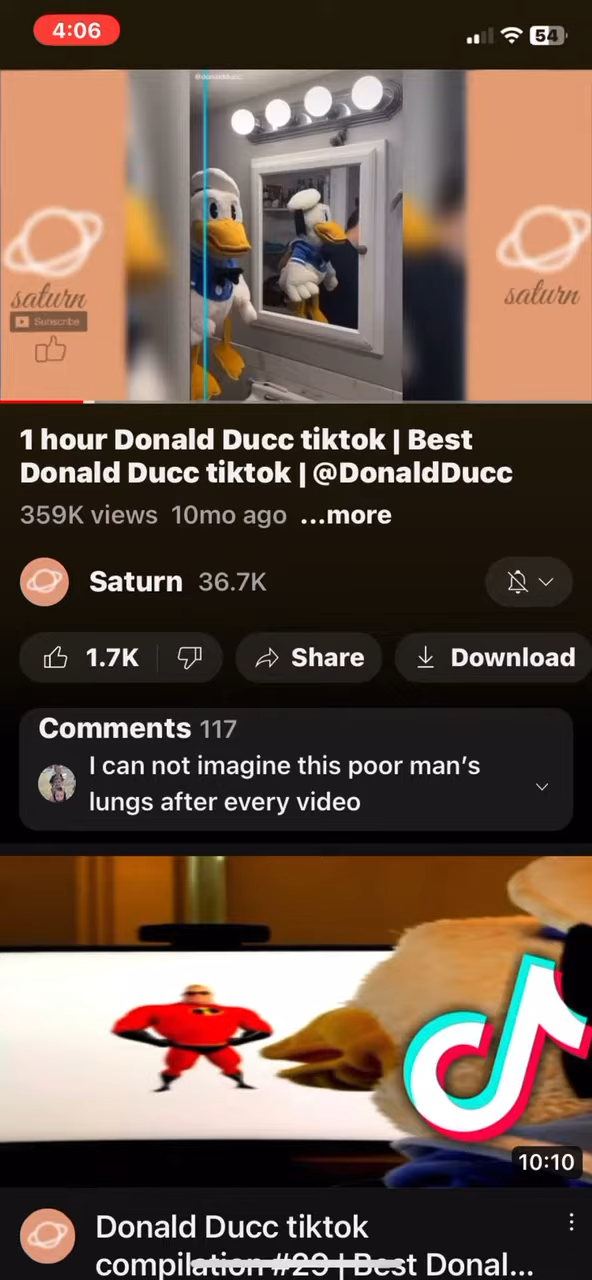 4:06
54
@donaldducc
saturn
Subscribe
saturn
1 hour Donald Ducc tiktok | Best
Donald Ducc tiktok | @DonaldDucc
359K views 10mo ago ...more
Saturn 36.7K
1.7K Share Download
Comments 117
I can not imagine this poor man's
lungs after every video
10:10
Donald Ducc tiktok
compilation #29 | Best Donal...